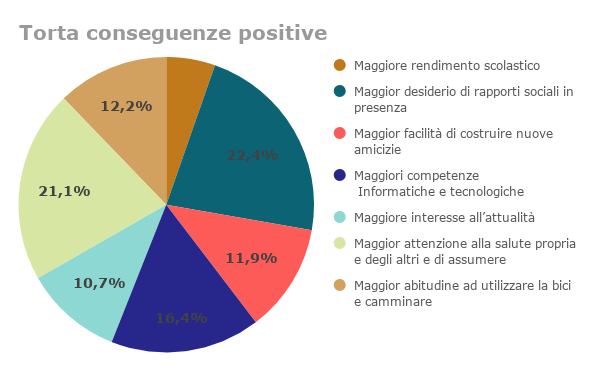 Torta conseguenze positive
Maggiore rendimento scolastico
Maggior desiderio di rapporti sociali in
presenza
Maggior facilità di costruire nuove
amicizie
Maggiori competenze
Informatiche e tecnologiche
Maggiore interesse all'attualità
Maggior attenzione alla salute propria
e degli altri e di assumere
Maggior abitudine ad utilizzare la bici
e camminare
12,2%
22,4%
21,1%
11,9%
10,7%
16,4%